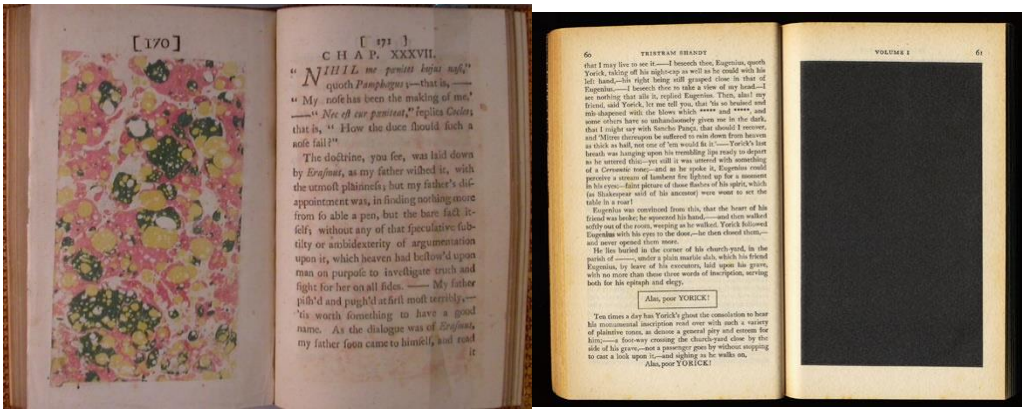 [170]
[ 171 ]
C H A P. XXXVII.
“ NIHIL me pœnitet hujus naſi,”
quoth Pamphagus;—that is, ——
“ My noſe has been the making of me.”
——“ Nec eſt cur pœniteat,” replies Cocles;
that is, “ How the duce ſhould ſuch a
noſe fail?”
The doctrine, you ſee, was laid down
by Eraſmus, as my father wiſhed it, with
the utmoſt plainneſs; but my father's diſ-
appointment was, in finding nothing more
from ſo able a pen, but the bare fact it-
ſelf; without any of that ſpeculative ſub-
tilty or ambidexterity of argumentation
upon it, which heaven had beſtow'd upon
man on purpoſe to inveſtigate truth and
fight for her on all ſides. —— My father
piſh'd and pugh'd at firſt moſt terribly,—
'tis worth ſomething to have a good
name. As the dialogue was of Eraſmus,
my father ſoon came to himſelf, and read
it
60 TRISTRAM SHANDY
that I may live to see it.——I beseech thee, Eugenius, quoth
Yorick, taking off his night-cap as well as he could with his
left hand,——his right being still grasped close in that of
Eugenius,——I beseech thee to take a view of my head.—I
see nothing that ails it, replied Eugenius. Then, alas! my
friend, said Yorick, let me tell you, that 'tis so bruised and
mis-shapened with the blows which ***** and *****, and
some others have so unhandsomely given me in the dark,
that I might say with Sancho Pança, that should I recover,
and 'Mitres thereupon be suffered to rain down from heaven
as thick as hail, not one of 'em would fit it.'——Yorick's last
breath was hanging upon his trembling lips ready to depart
as he uttered this:—yet still it was uttered with something
of a Cervantic tone;—and as he spoke it, Eugenius could
perceive a stream of lambent fire lighted up for a moment
in his eyes;—faint picture of those flashes of his spirit, which
(as Shakespear said of his ancestor) were wont to set the
table in a roar!
Eugenius was convinced from this, that the heart of his
friend was broke; he squeezed his hand,——and then walked
softly out of the room, weeping as he walked. Yorick followed
Eugenius with his eyes to the door,—he then closed them,—
and never opened them more.
He lies buried in the corner of his church-yard, in the
parish of ———, under a plain marble slab, which his friend
Eugenius, by leave of his executors, laid upon his grave,
with no more than these three words of inscription, serving
both for his epitaph and elegy.
Alas, poor YORICK!
Ten times a day has Yorick's ghost the consolation to hear
his monumental inscription read over with such a variety
of plaintive tones, as denote a general pity and esteem for
him;——a foot-way crossing the church-yard close by the
side of his grave,—not a passenger goes by without stopping
to cast a look upon it,—and sighing as he walks on,
Alas, poor YORICK!
VOLUME I 61